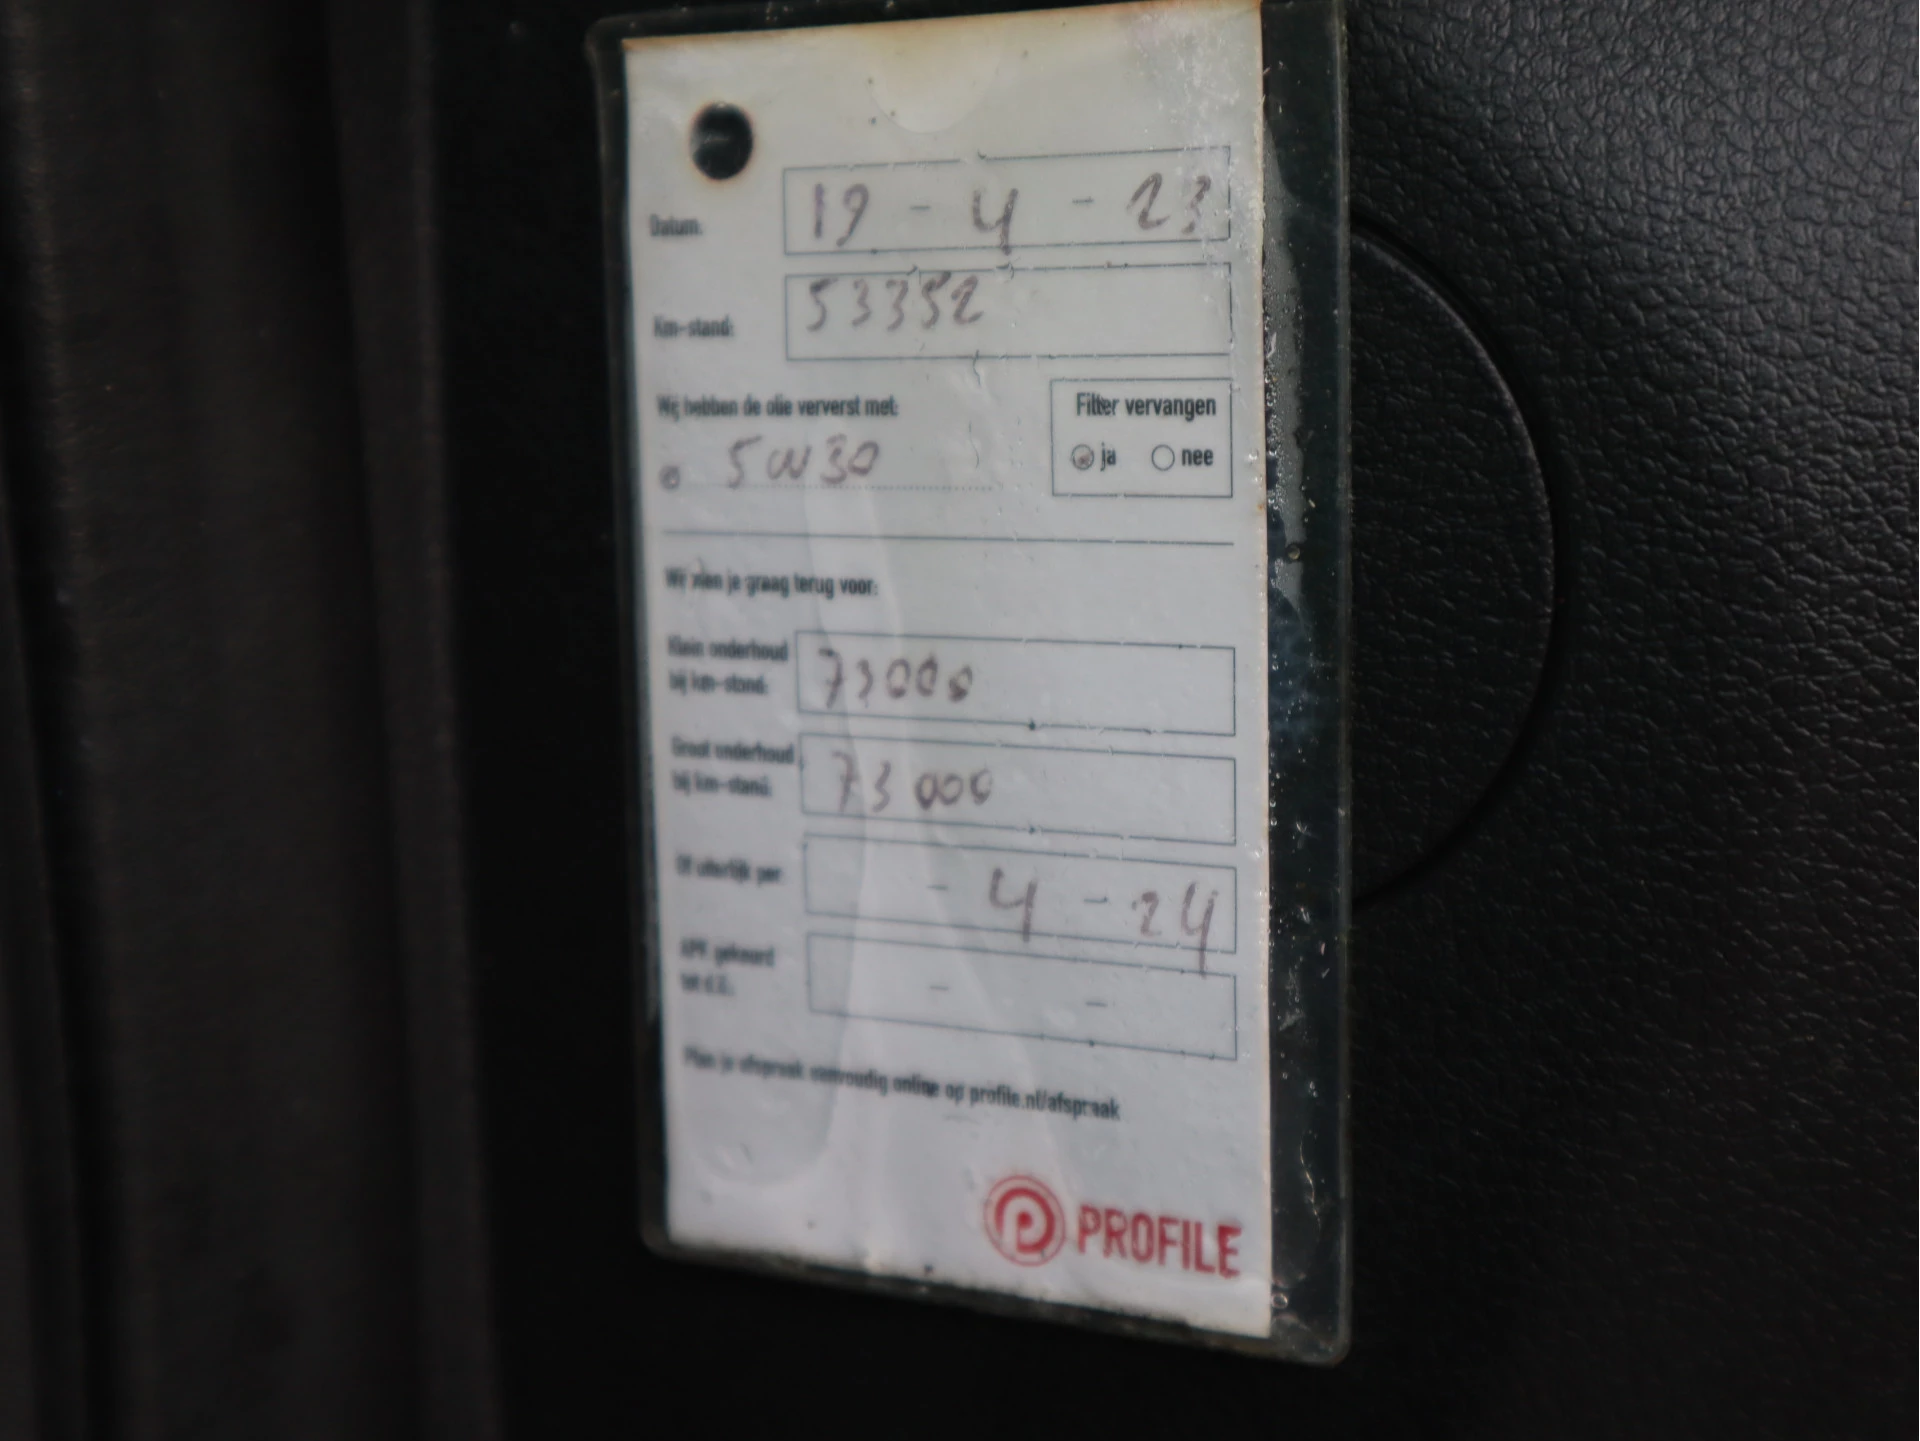 Datum: 19 - 4 - 23
Km-stand: 53352
Wij hebben de olie ververst met:
5W30
Filter vervangen
ja nee
We zien je graag terug voor:
Klein onderhoud
bij km-stand: 73000
Groot onderhoud
bij km-stand: 73000
Of uiterlijk per: - 4 - 24
APK gekeurd
tot d.d.: - -
Plan je afspraak eenvoudig online op profile.nl/afspraak
PROFILE